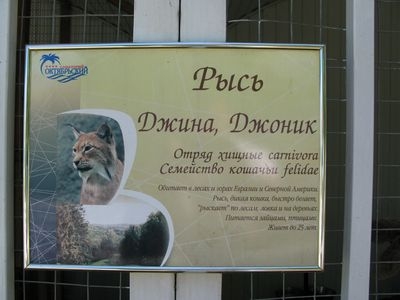 ОКТЯБРЬСКИЙ
Рысь
Джина, Джоник
Отряд хищные carnivora
Семейство кошачьи felidae
Обитает в лесах и горах Евразии и Северной Америки.
Рысь, дикая кошка, быстро бегает,
"рыскает" по лесам, ловка и на деревьях.
Питается зайцами, птицами.
Живет до 25 лет.